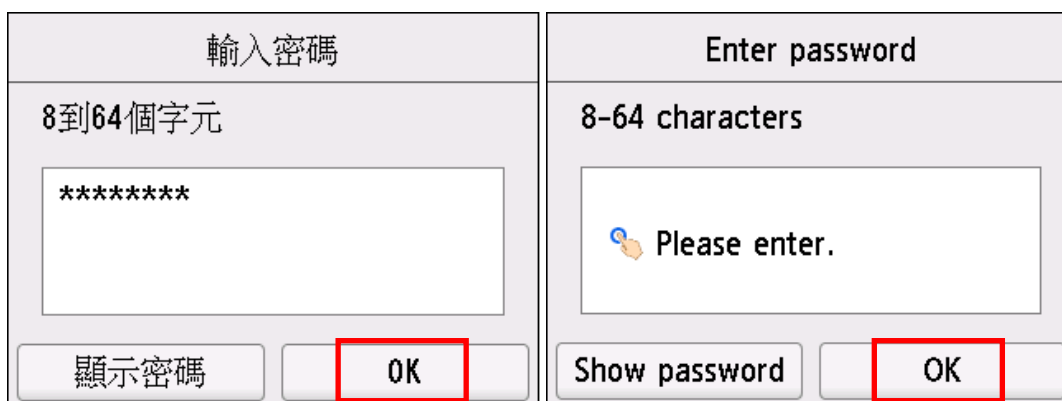 輸入密碼
8到64個字元
********
顯示密碼
OK
Enter password
8-64 characters
Please enter.
Show password
OK